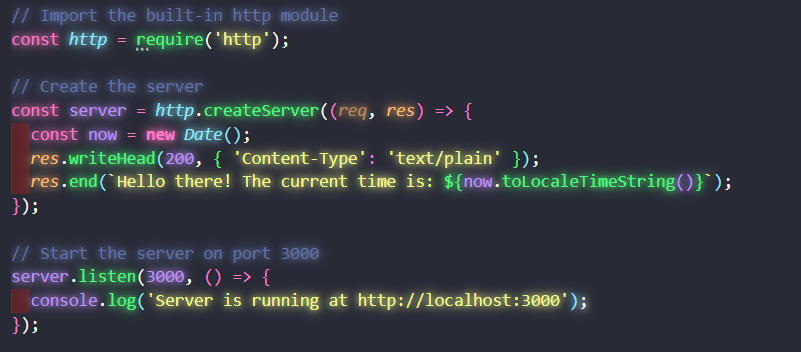 // Import the built-in http module
const http = require('http');

// Create the server
const server = http.createServer((req, res) => {
  const now = new Date();
  res.writeHead(200, { 'Content-Type': 'text/plain' });
  res.end(`Hello there! The current time is: ${now.toLocaleTimeString()}`);
});

// Start the server on port 3000
server.listen(3000, () => {
  console.log('Server is running at http://localhost:3000');
});